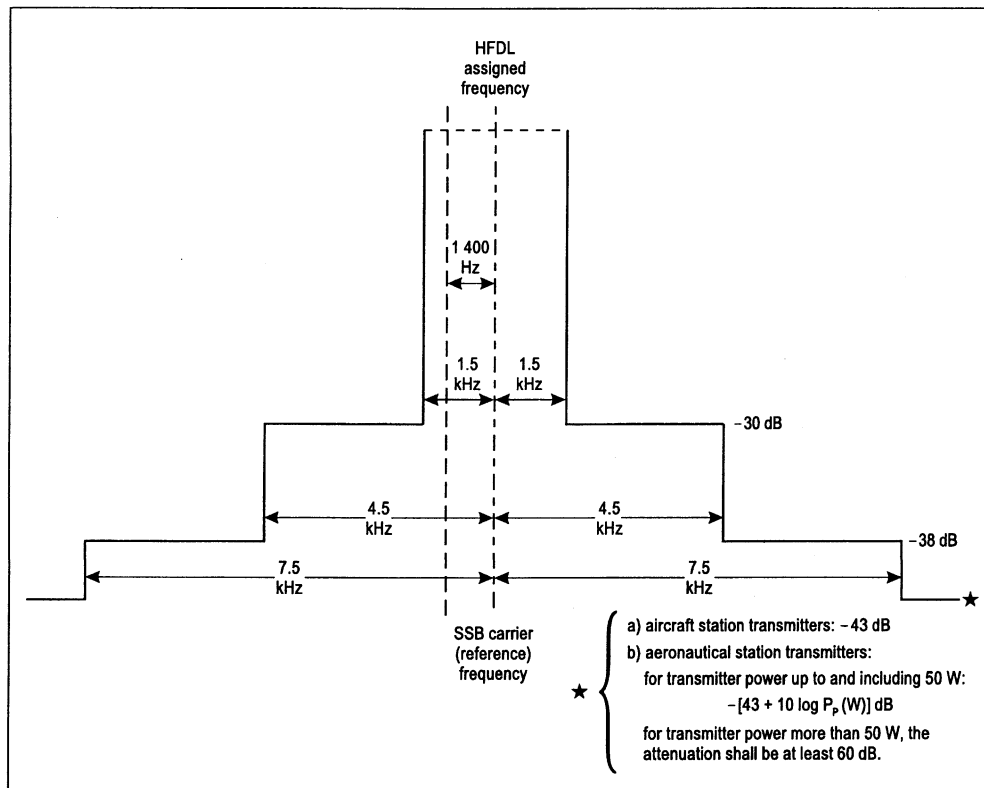 HFDL
assigned
frequency
1 400
Hz
1.5
kHz
1.5
kHz
−30 dB
4.5
kHz
4.5
kHz
−38 dB
7.5
kHz
7.5
kHz
★
SSB carrier
(reference)
frequency
★
a) aircraft station transmitters: −43 dB
b) aeronautical station transmitters:
for transmitter power up to and including 50 W:
−[43 + 10 log Pₚ (W)] dB
for transmitter power more than 50 W, the
attenuation shall be at least 60 dB.